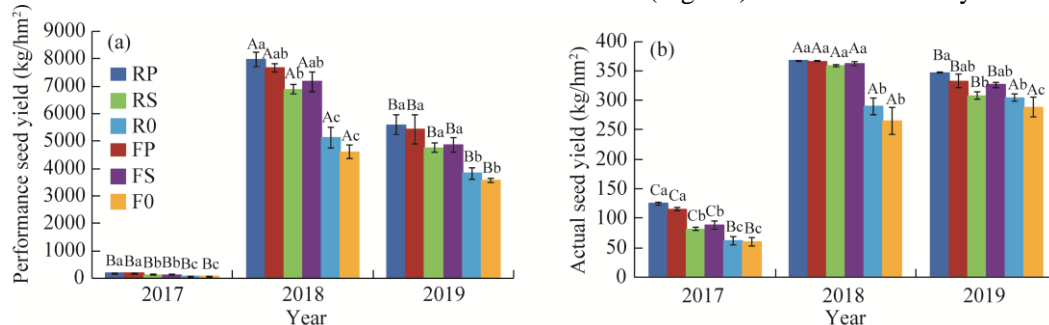 (Fig
y
(a)
Performance seed yield (kg/hm²)
9000
8000
7000
6000
5000
4000
3000
2000
1000
0
RP
RS
R0
FP
FS
F0
Ba Ba Bb Bb Bc Bc
Aa Aab Ab Aab Ac Ac
Ba Ba Ba Ba Bb Bb
2017 2018 2019
Year
(b)
Actual seed yield (kg/hm²)
400
350
300
250
200
150
100
50
0
Ca Ca Cb Cb Bc Bc
Aa Aa Aa Aa Ab Ab
Ba Bab Bb Bab Ab Ac
2017 2018 2019
Year